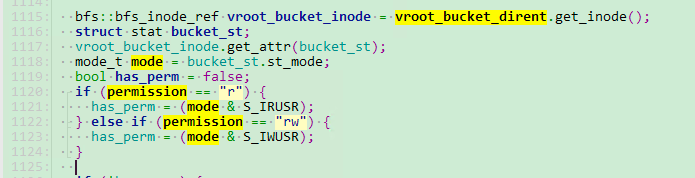 1115: bfs::bfs_inode_ref vroot_bucket_inode = vroot_bucket_dirent.get_inode();
1116: struct stat bucket_st;
1117: vroot_bucket_inode.get_attr(bucket_st);
1118: mode_t mode = bucket_st.st_mode;
1119: bool has_perm = false;
1120: if (permission == "r") {
1121: has_perm = (mode & S_IRUSR);
1122: } else if (permission == "rw") {
1123: has_perm = (mode & S_IWUSR);
1124: }
1125: